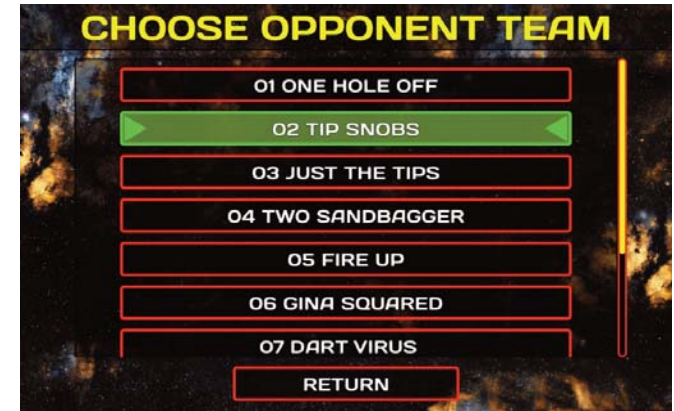 CHOOSE OPPONENT TEAM
01 ONE HOLE OFF
02 TIP SNOBS
03 JUST THE TIPS
04 TWO SANDBAGGER
05 FIRE UP
06 GINA SQUARED
07 DART VIRUS
RETURN